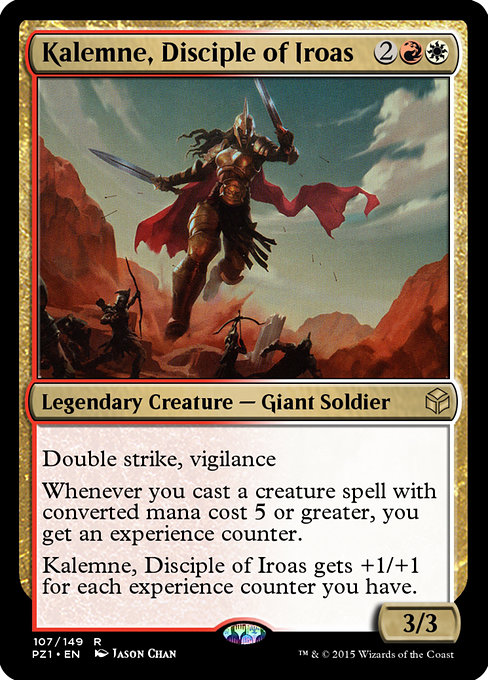 Kalemne, Disciple of Iroas 2
Legendary Creature — Giant Soldier
Double strike, vigilance
Whenever you cast a creature spell with
converted mana cost 5 or greater, you
get an experience counter.
Kalemne, Disciple of Iroas gets +1/+1
for each experience counter you have.
3/3
107/149 R
PZ1 • EN Jason Chan
™ & © 2015 Wizards of the Coast